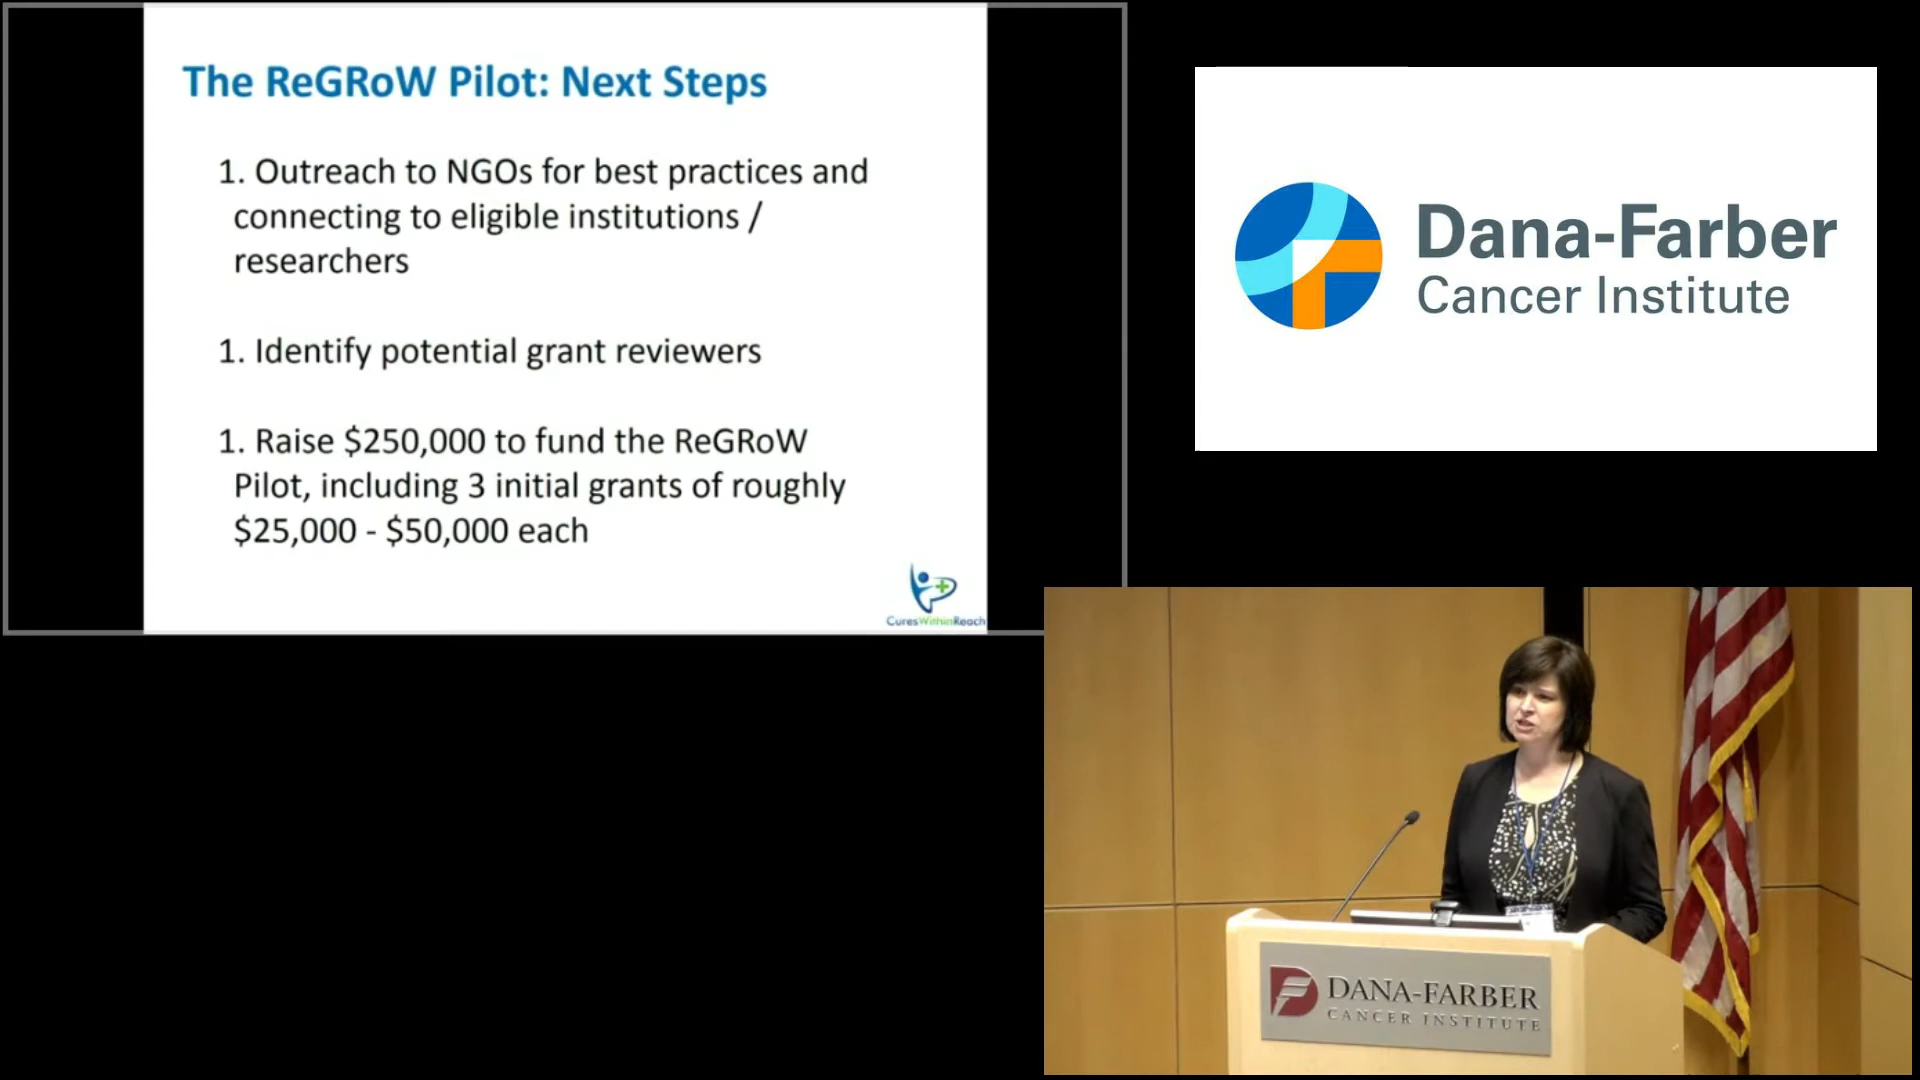 The ReGRoW Pilot: Next Steps
1. Outreach to NGOs for best practices and
connecting to eligible institutions /
researchers
1. Identify potential grant reviewers
1. Raise $250,000 to fund the ReGRoW
Pilot, including 3 initial grants of roughly
$25,000 - $50,000 each
CuresWithinReach
Dana-Farber
Cancer Institute
DANA-FARBER
CANCER INSTITUTE